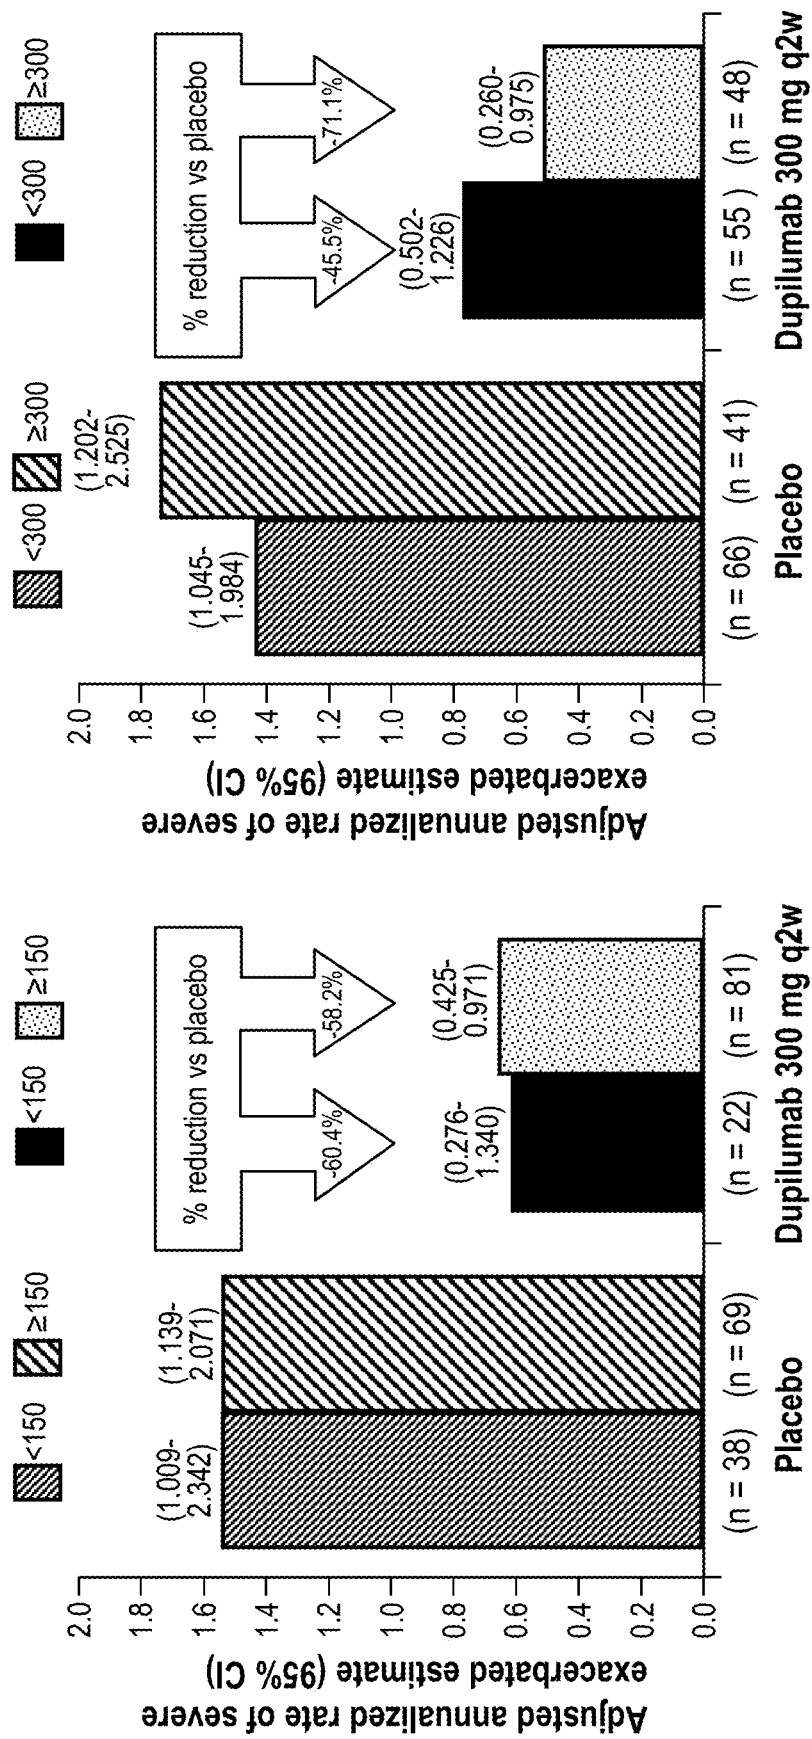 <150
≥150
<150
≥150
Adjusted annualized rate of severe
exacerbated estimate (95% CI)
2.0
1.8
1.6
1.4
1.2
1.0
0.8
0.6
0.4
0.2
0.0
(1.009-
2.342)
(1.139-
2.071)
% reduction vs placebo
-60.4%
-58.2%
(0.276-
1.340)
(0.425-
0.971)
(n = 38)
(n = 69)
(n = 22)
(n = 81)
Placebo
Dupilumab 300 mg q2w
<300
≥300
<300
≥300
Adjusted annualized rate of severe
exacerbated estimate (95% CI)
2.0
1.8
1.6
1.4
1.2
1.0
0.8
0.6
0.4
0.2
0.0
(1.045-
1.984)
(1.202-
2.525)
% reduction vs placebo
-45.5%
-71.1%
(0.502-
1.226)
(0.260-
0.975)
(n = 66)
(n = 41)
(n = 55 )
(n = 48)
Placebo
Dupilumab 300 mg q2w